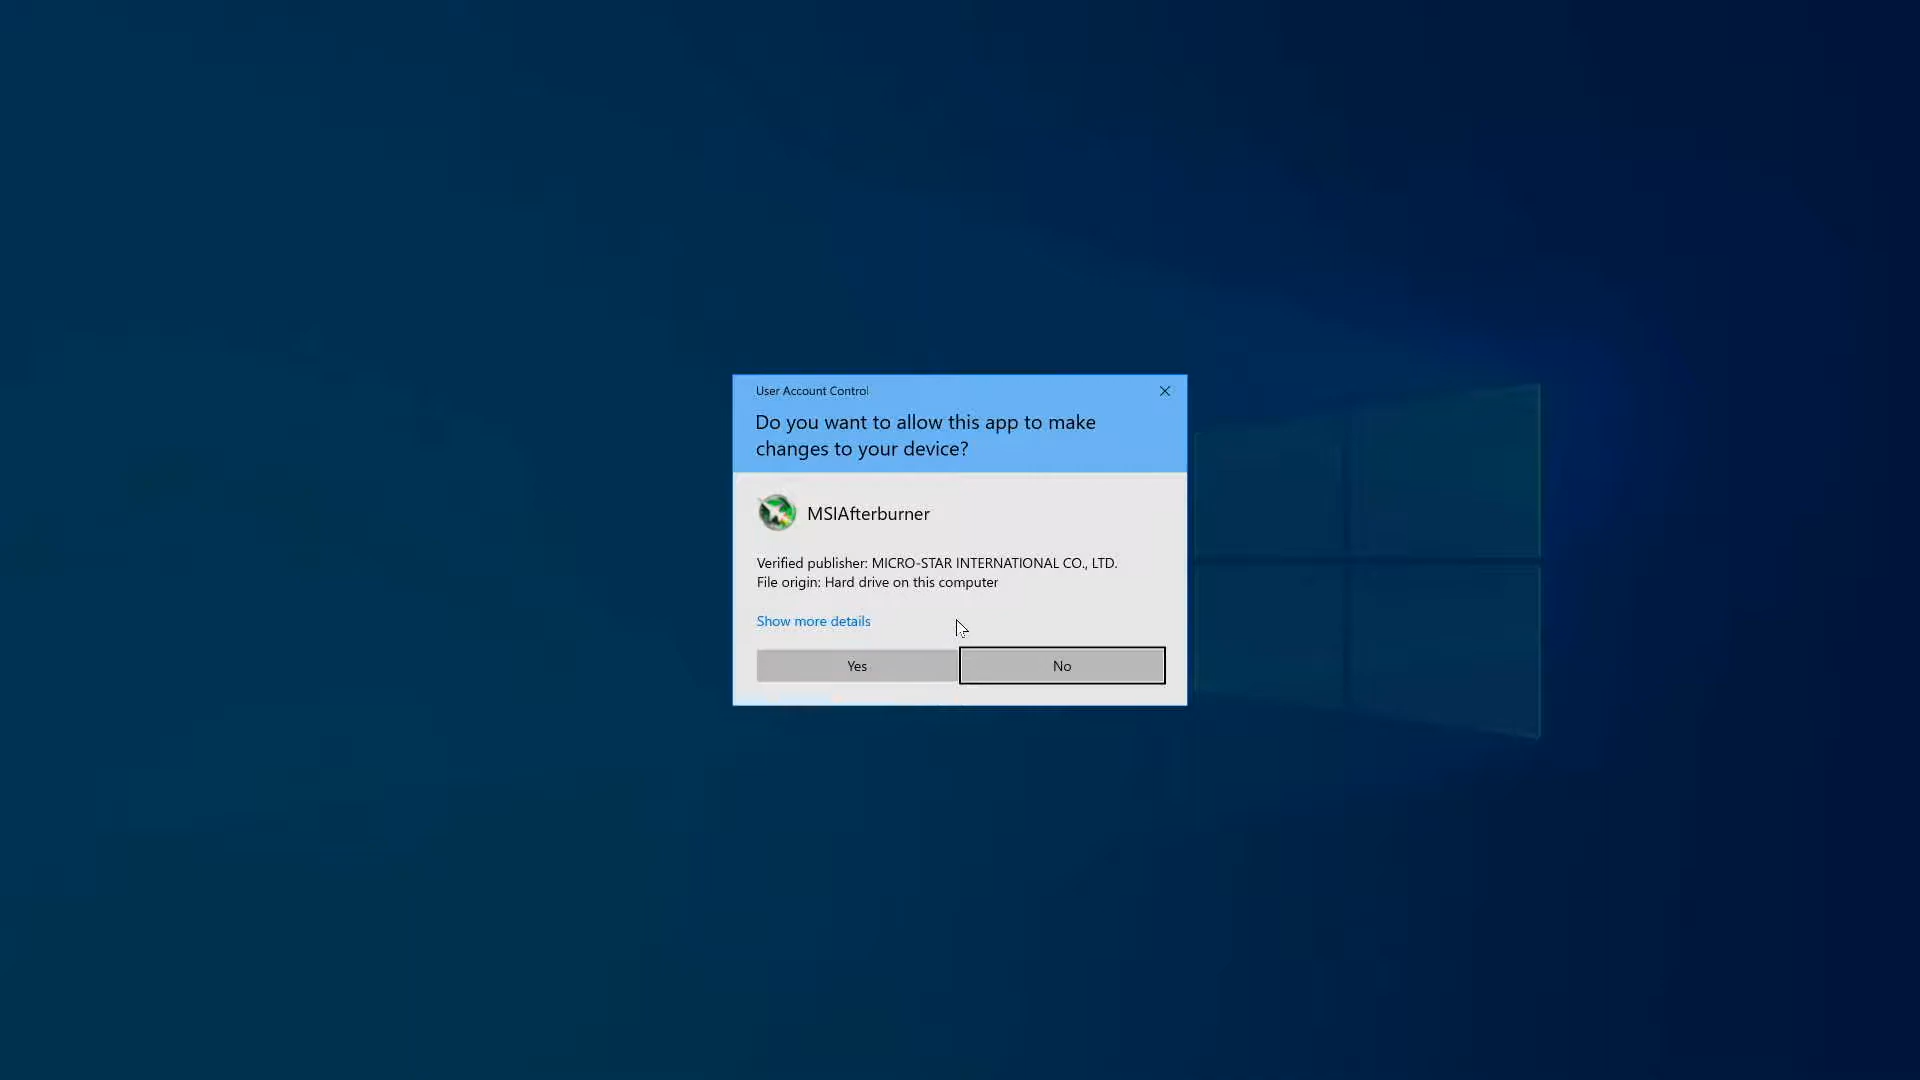 User Account Control
Do you want to allow this app to make
changes to your device?
MSIAfterburner
Verified publisher: MICRO-STAR INTERNATIONAL CO., LTD.
File origin: Hard drive on this computer
Show more details
Yes
No